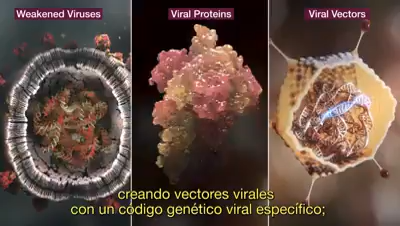 Weakened Viruses
Viral Proteins
Viral Vectors
creando vectores virales
con un código genético viral específico;